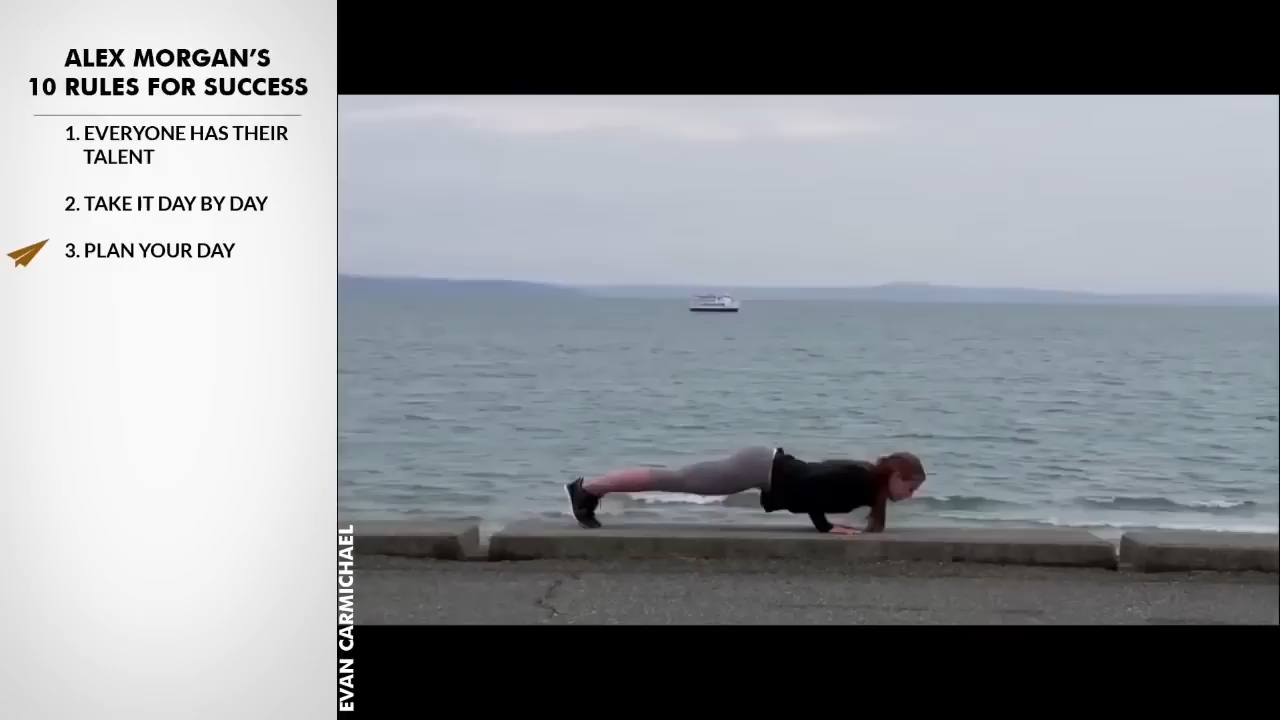 ALEX MORGAN'S
10 RULES FOR SUCCESS
1. EVERYONE HAS THEIR
TALENT
2. TAKE IT DAY BY DAY
3. PLAN YOUR DAY
EVAN CARMICHAEL